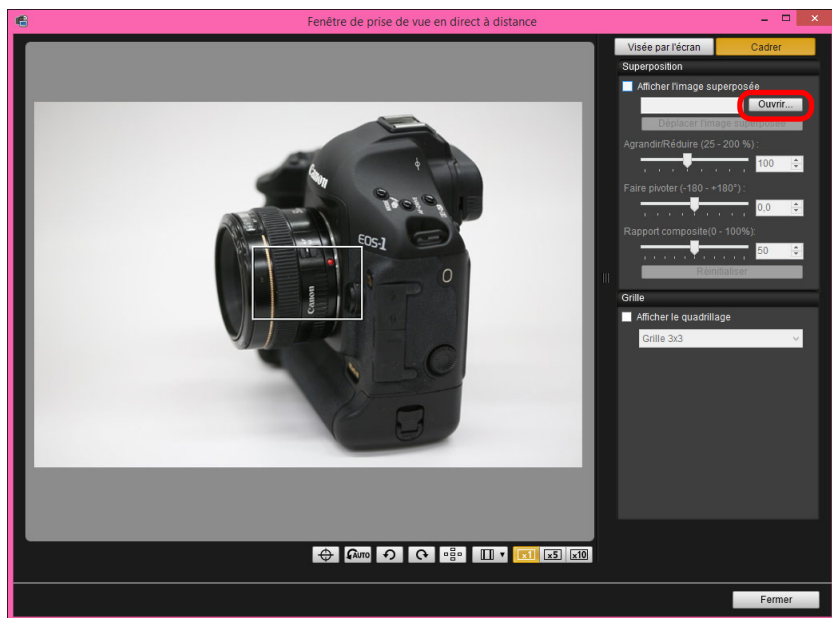 Fenêtre de prise de vue en direct à distance
Visée par l'écran
Cadrer
Superposition
Afficher l'image superposée
Ouvrir...
Déplacer l'image superposée
Agrandir/Réduire (25 - 200 %) :
100
Faire pivoter (-180 - +180°) :
0,0
Rapport composite(0 - 100%):
50
Réinitialiser
Grille
Afficher le quadrillage
Grille 3x3
Canon
EOS-1
Canon
AUTO
x1
x5
x10
Fermer